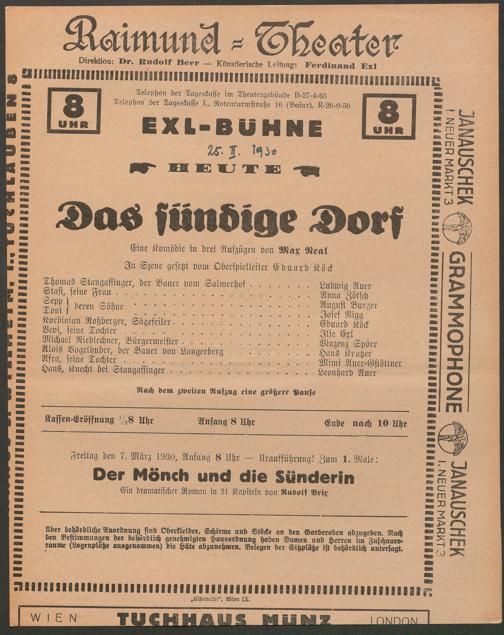 Raimund-Theater
Direktion: Dr. Rudolf Beer — Künstlerische Leitung: Ferdinand Exl
8 UHR
Telephon der Tageskasse im Theatergebäude B-27-4-65
Telephon der Tageskasse I., Rotenturmstraße 16 (Basar), R-26-0-50
8 UHR
EXL-BÜHNE
25. II. 1930
HEUTE
Das sündige Dorf
Eine Komödie in drei Aufzügen von Max Neal
In Szene gesetzt vom Oberspielleiter Eduard Köck
Thomas Stangassinger, der Bauer vom Salmerhof . . . Ludwig Auer
Stasi, seine Frau . . . Anna Zötsch
Sepp } deren Söhne . . . August Burger
Toni } . . . Josef Nigg
Korbinian Roßberger, Sägefeiler . . . Eduard Köck
Vevi, seine Tochter . . . Ilse Exl
Michael Riedlechner, Bürgermeister . . . Vinzenz Spörr
Alois Vogelhuber, der Bauer von Langerberg . . . Hans Kratzer
Afra, seine Tochter . . . Mimi Auer-Gstöttner
Hans, Knecht bei Stangassinger . . . Leonhard Auer
Nach dem zweiten Aufzug eine größere Pause
Kassen-Eröffnung ½8 Uhr Anfang 8 Uhr Ende nach 10 Uhr
Freitag den 7. März 1930, Anfang 8 Uhr — Uraufführung! Zum 1. Male:
Der Mönch und die Sünderin
Ein dramatischer Roman in 21 Kapiteln von Rudolf Brix
Aber behördliche Anordnung sind Oberkleider, Schirme und Stöcke an den Garderoben abzugeben. Nach
den Bestimmungen der behördlich genehmigten Hausordnung haben Damen und Herren im Zuschauer-
raume (Logenplätze ausgenommen) die Hüte abzunehmen. Belegen der Sitzplätze ist behördlich untersagt.
„Elbemühl“, Wien IX.
WIEN TUCHHAUS MÜNZ LONDON
JANAUSCHEK
I. NEUER MARKT 3
GRAMMOPHONE
JANAUSCHEK
I. NEUER MARKT 3
TUCHLAUBEN 8